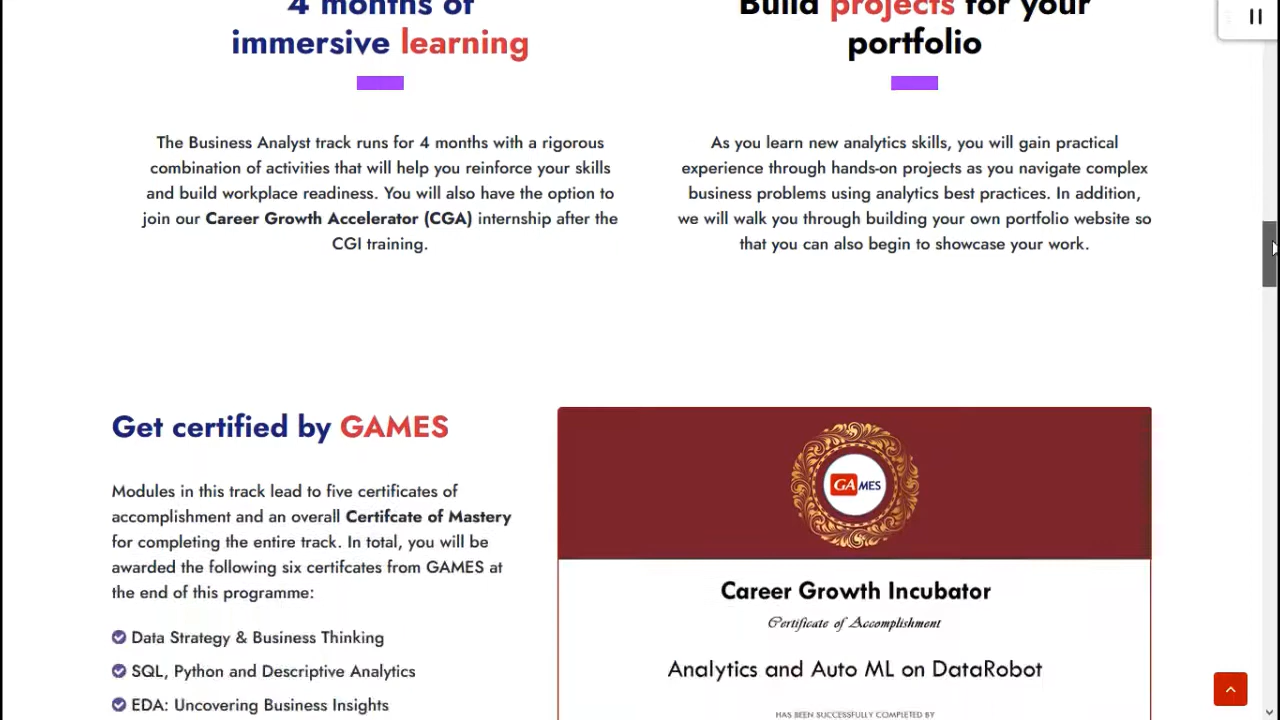 4 months of
immersive learning
The Business Analyst track runs for 4 months with a rigorous
combination of activities that will help you reinforce your skills
and build workplace readiness. You will also have the option to
join our Career Growth Accelerator (CGA) internship after the
CGI training.
Build projects for your
portfolio
As you learn new analytics skills, you will gain practical
experience through hands-on projects as you navigate complex
business problems using analytics best practices. In addition,
we will walk you through building your own portfolio website so
that you can also begin to showcase your work.
Get certified by GAMES
Modules in this track lead to five certificates of
accomplishment and an overall Certifcate of Mastery
for completing the entire track. In total, you will be
awarded the following six certifcates from GAMES at
the end of this programme:
Data Strategy & Business Thinking
SQL, Python and Descriptive Analytics
EDA: Uncovering Business Insights
GAMES
Career Growth Incubator
Certificate of Accomplishment
Analytics and Auto ML on DataRobot
HAS BEEN SUCCESSFULLY COMPLETED BY